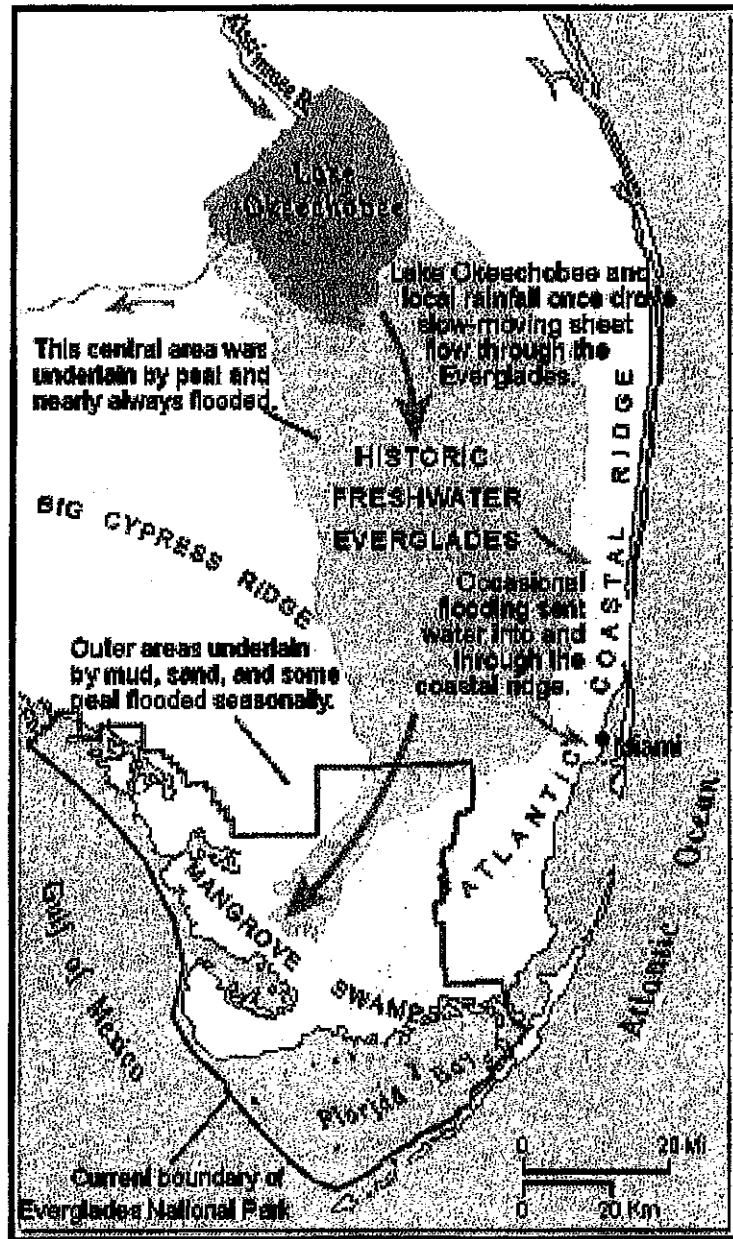 Kissimmee R.
Lake
Okeechobee
Lake Okeechobee and
local rainfall once drove
slow-moving sheet
flow through the
Everglades.
This central area was
underlain by peat and
nearly always flooded.
HISTORIC
FRESHWATER
EVERGLADES
BIG CYPRESS RIDGE
Occasional
flooding sent
water into and
through the
coastal ridge.
Outer areas underlain
by mud, sand, and some
peat flooded seasonally.
ATLANTIC COASTAL RIDGE
Miami
MANGROVE SWAMPS
Gulf of Mexico
Atlantic Ocean
Florida Bay
Current boundary of
Everglades National Park
0 20 Mi
0 20 Km